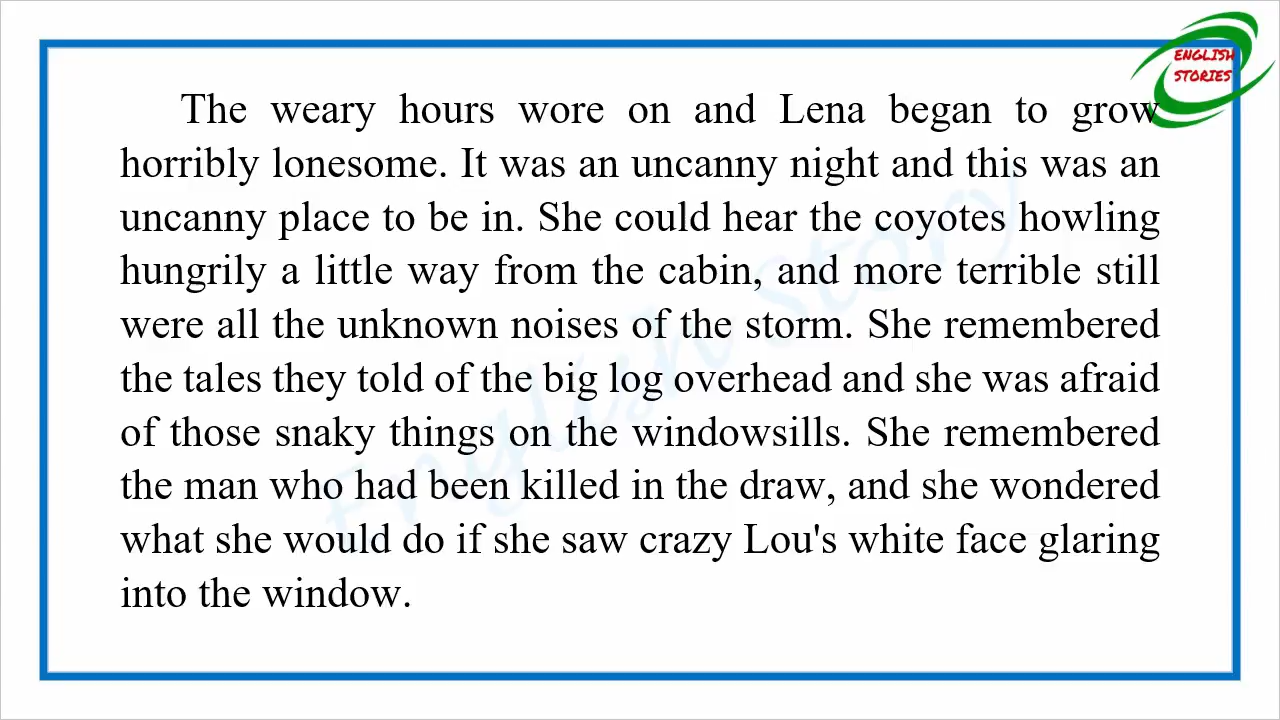 ENGLISH
STORIES
The weary hours wore on and Lena began to grow
horribly lonesome. It was an uncanny night and this was an
uncanny place to be in. She could hear the coyotes howling
hungrily a little way from the cabin, and more terrible still
were all the unknown noises of the storm. She remembered
the tales they told of the big log overhead and she was afraid
of those snaky things on the windowsills. She remembered
the man who had been killed in the draw, and she wondered
what she would do if she saw crazy Lou's white face glaring
into the window.
English Story